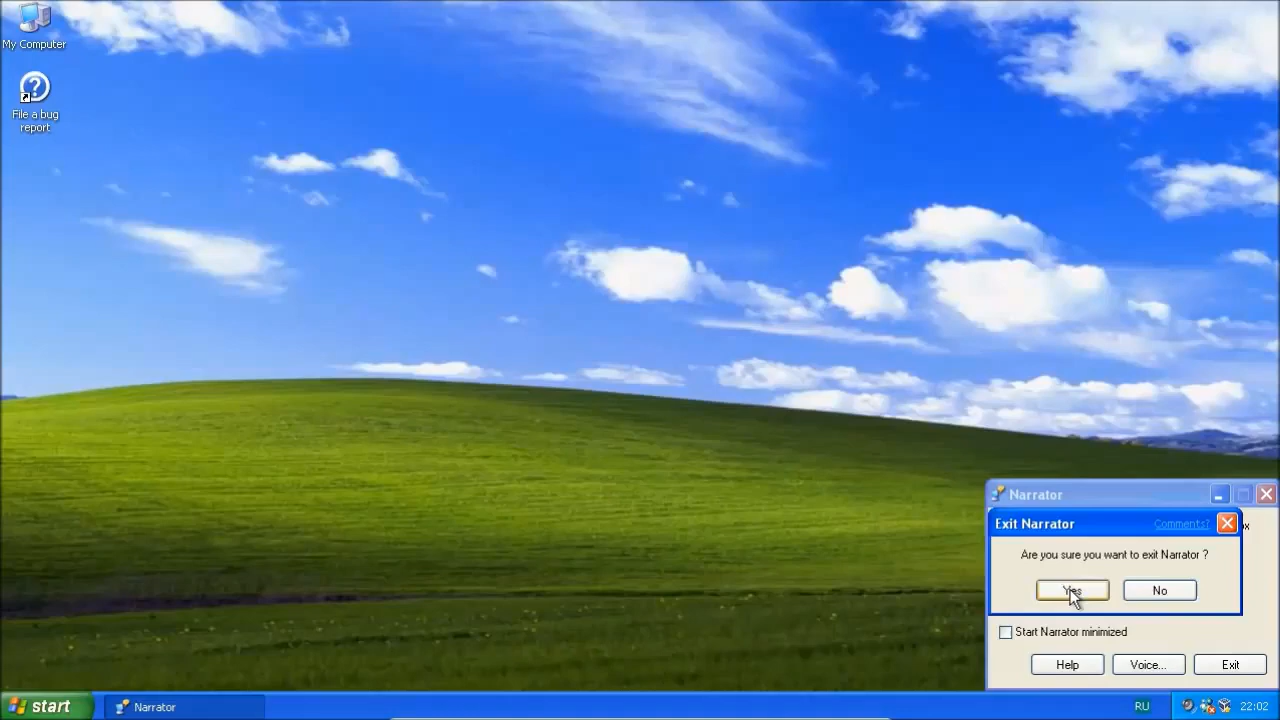 My Computer
File a bug
report
Narrator
Exit Narrator
Comments?
Are you sure you want to exit Narrator ?
Yes
No
Start Narrator minimized
Help
Voice...
Exit
start
Narrator
RU
22:02